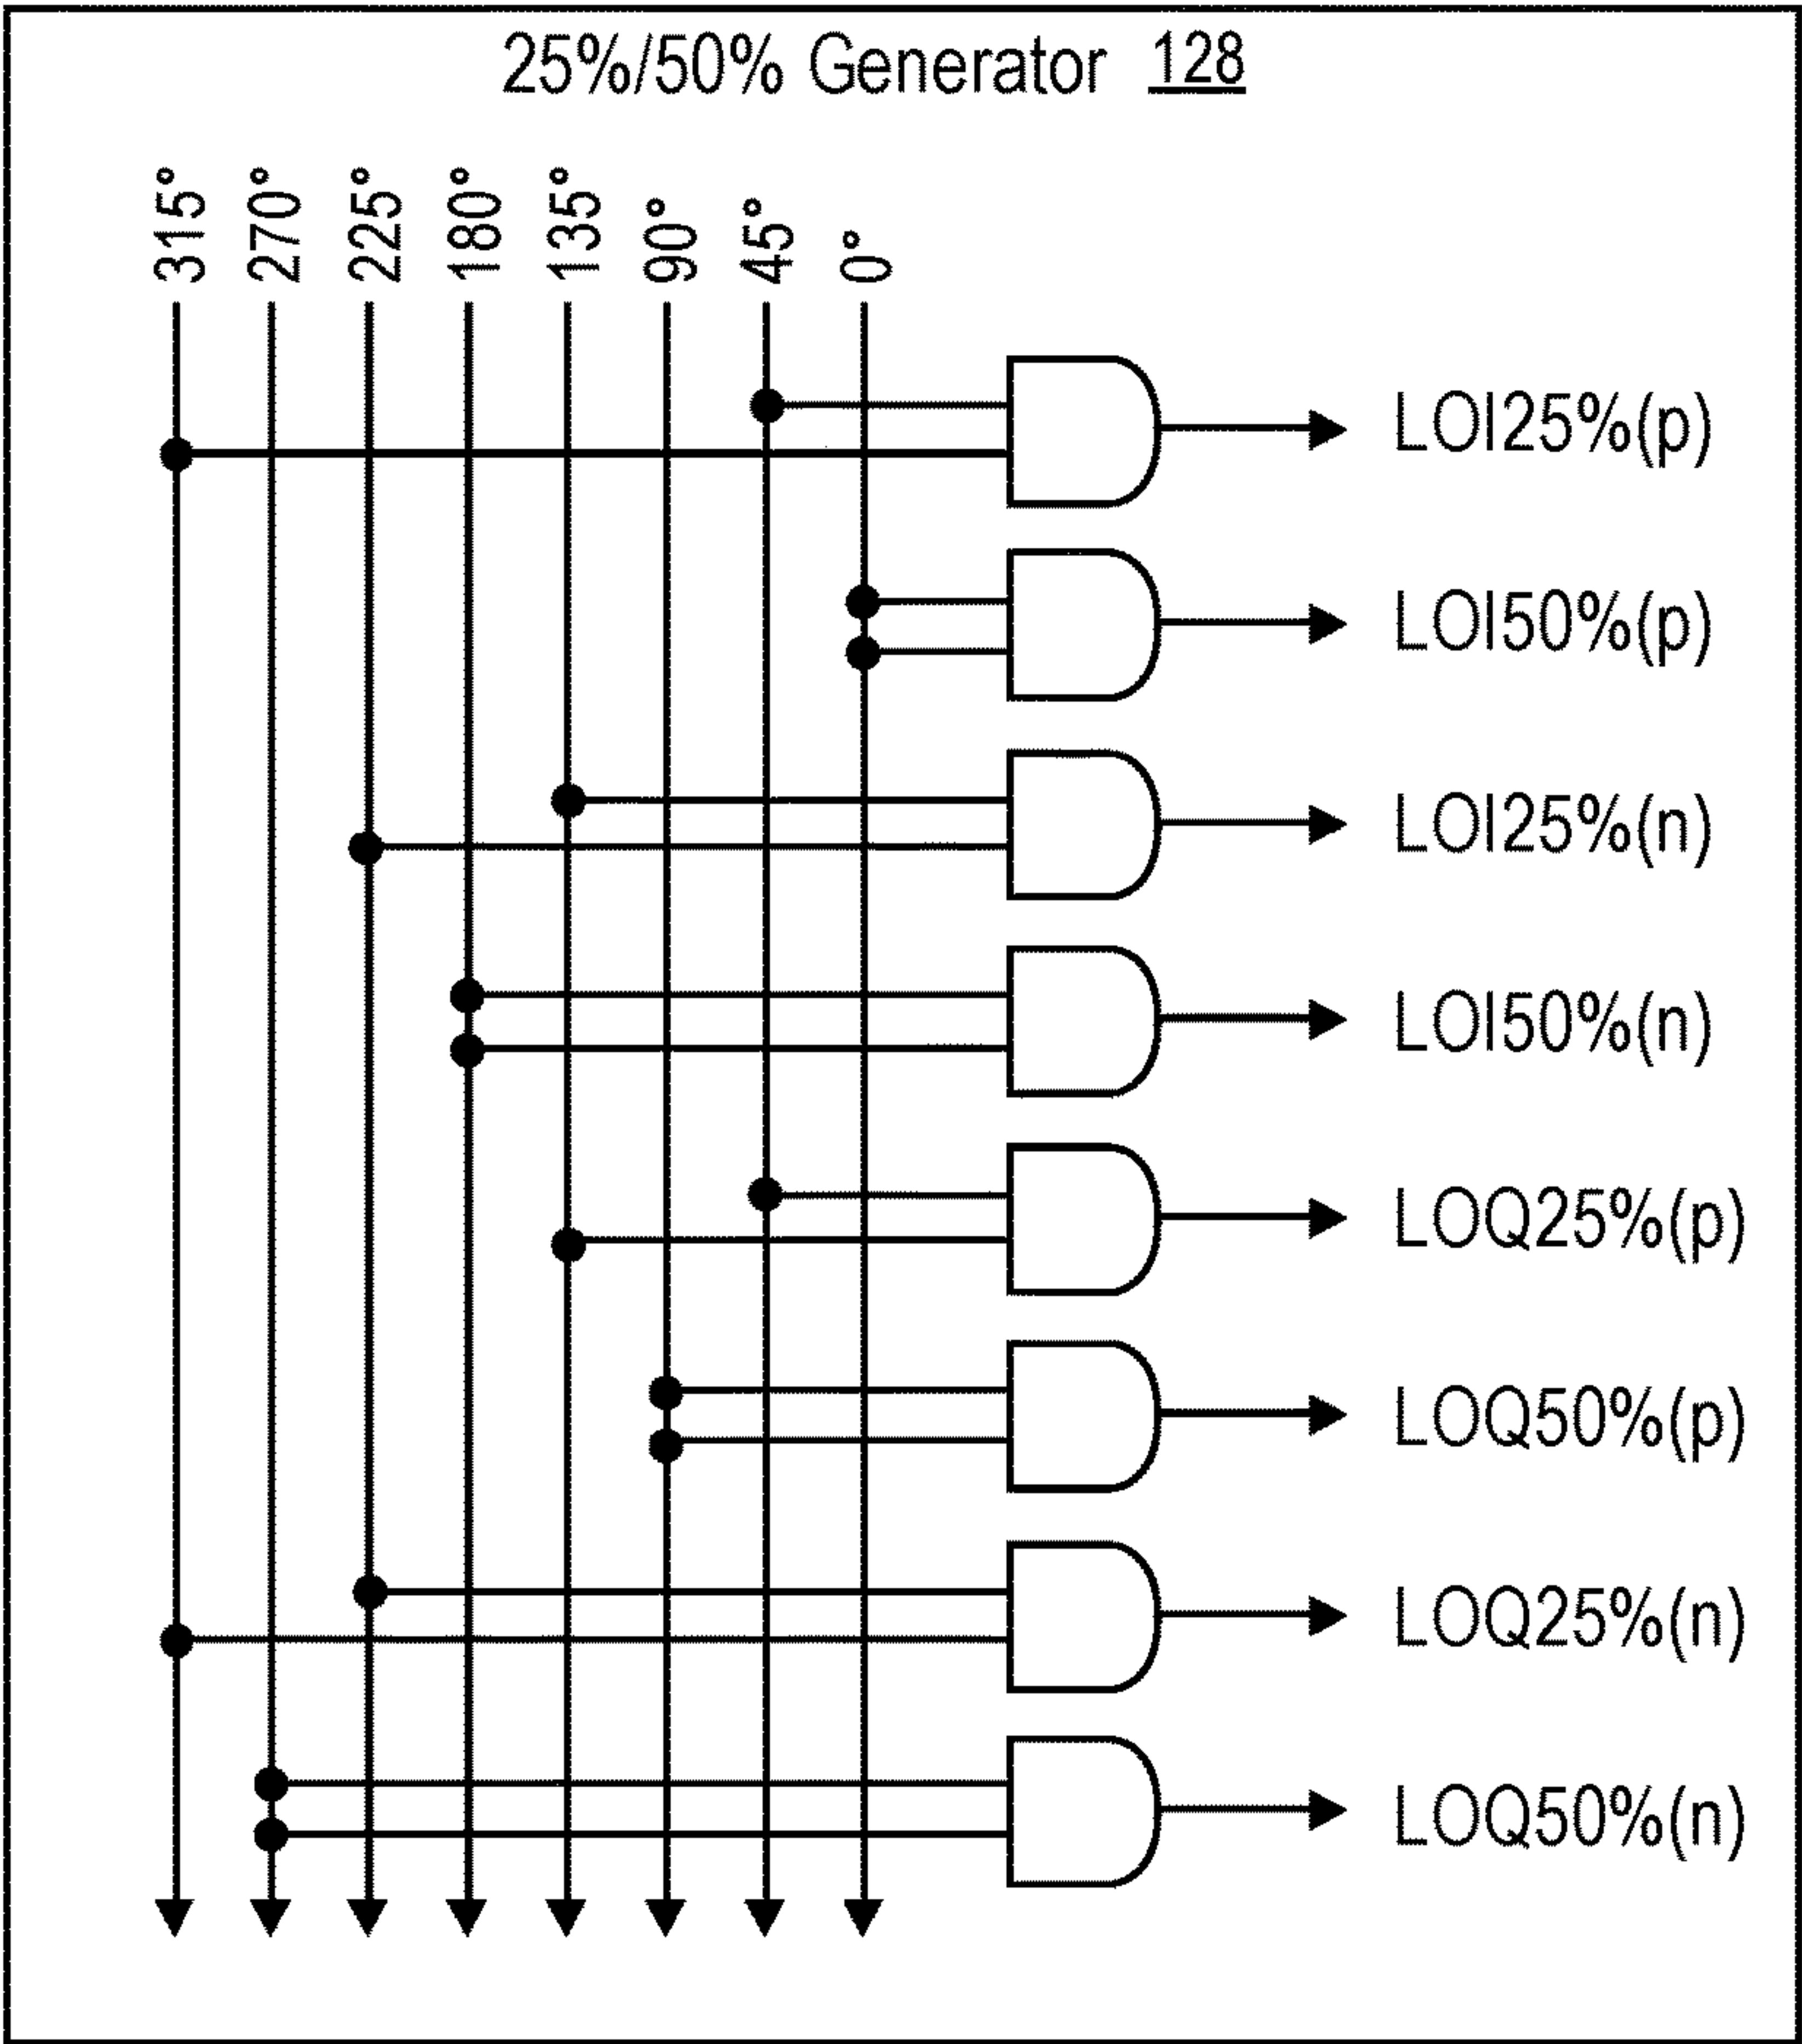 25%/50% Generator 128
315°
270°
225°
180°
135°
90°
45°
0°
LOI25%(p)
LOI50%(p)
LOI25%(n)
LOI50%(n)
LOQ25%(p)
LOQ50%(p)
LOQ25%(n)
LOQ50%(n)